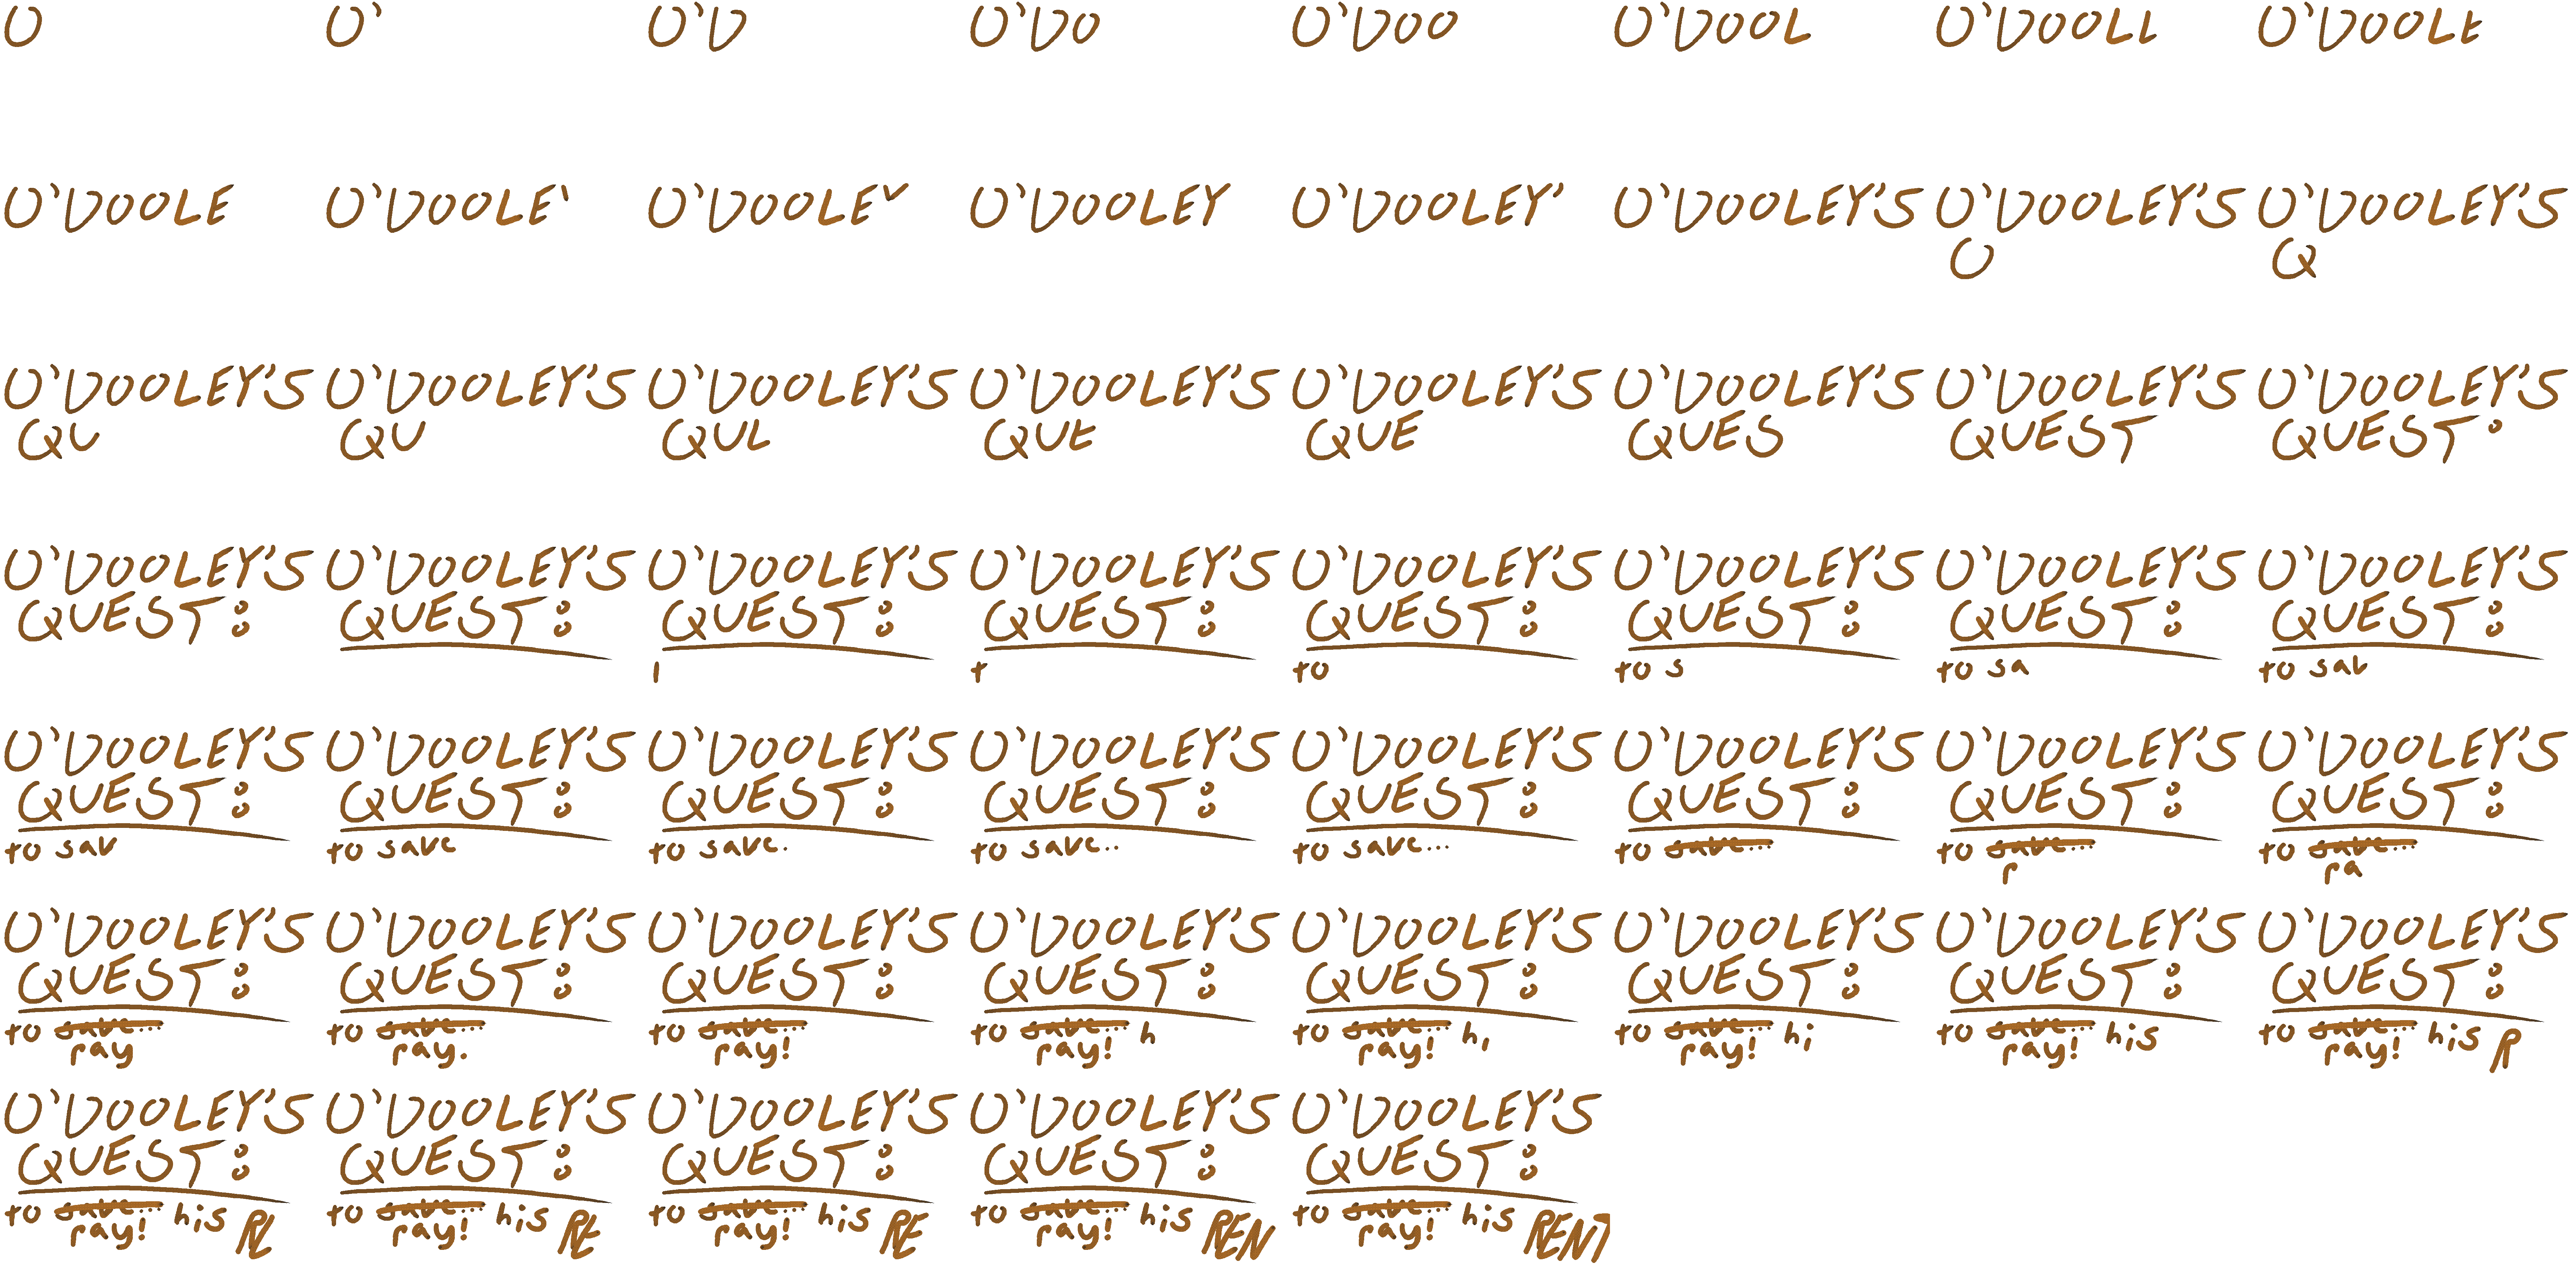 O O' O'D O'DO O'DOO O'DOOL O'DOOLL O'DOOLE
O'DOOLE O'DOOLE' O'DOOLEV O'DOOLEY O'DOOLEY' O'DOOLEY'S O'DOOLEY'S O'DOOLEY'S
O Q
O'DOOLEY'S O'DOOLEY'S O'DOOLEY'S O'DOOLEY'S O'DOOLEY'S O'DOOLEY'S O'DOOLEY'S O'DOOLEY'S
QU QU QUL QUE QUE QUES QUEST QUEST·
O'DOOLEY'S O'DOOLEY'S O'DOOLEY'S O'DOOLEY'S O'DOOLEY'S O'DOOLEY'S O'DOOLEY'S O'DOOLEY'S
QUEST: QUEST: QUEST: QUEST: QUEST: QUEST: QUEST: QUEST:
l t to to s to sa to sav
O'DOOLEY'S O'DOOLEY'S O'DOOLEY'S O'DOOLEY'S O'DOOLEY'S O'DOOLEY'S O'DOOLEY'S O'DOOLEY'S
QUEST: QUEST: QUEST: QUEST: QUEST: QUEST: QUEST: QUEST:
to sav to save to save. to save.. to save... to save... to save... to save...
r ra
O'DOOLEY'S O'DOOLEY'S O'DOOLEY'S O'DOOLEY'S O'DOOLEY'S O'DOOLEY'S O'DOOLEY'S O'DOOLEY'S
QUEST: QUEST: QUEST: QUEST: QUEST: QUEST: QUEST: QUEST:
to save... to save... to save... to save... h to save... hı to save... hi to save... his to save... his R
ray ray. ray! ray! ray! ray! ray! ray!
O'DOOLEY'S O'DOOLEY'S O'DOOLEY'S O'DOOLEY'S O'DOOLEY'S
QUEST: QUEST: QUEST: QUEST: QUEST:
to save... his RL to save... his RE to save... his RE to save... his REN to save... his RENT
ray! ray! ray! ray! ray!